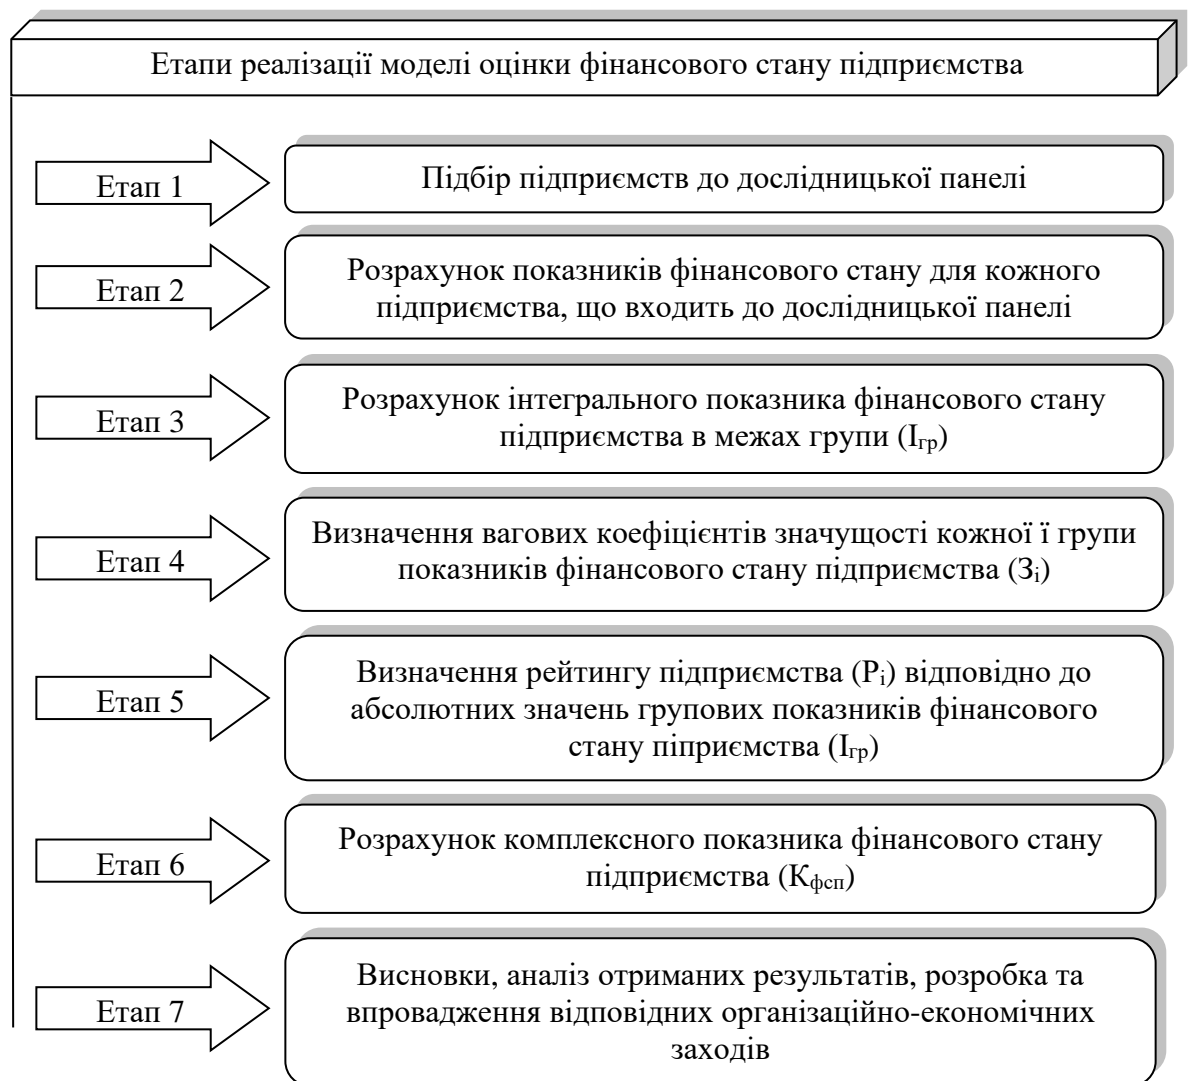 Етапи реалізації моделі оцінки фінансового стану підприємства
Етап 1
Підбір підприємств до дослідницької панелі
Етап 2
Розрахунок показників фінансового стану для кожного
підприємства, що входить до дослідницької панелі
Етап 3
Розрахунок інтегрального показника фінансового стану
підприємства в межах групи (Iгр)
Етап 4
Визначення вагових коефіцієнтів значущості кожної ї групи
показників фінансового стану підприємства (Зі)
Етап 5
Визначення рейтингу підприємства (Рі) відповідно до
абсолютних значень групових показників фінансового
стану піприємства (Iгр)
Етап 6
Розрахунок комплексного показника фінансового стану
підприємства (Кфсп)
Етап 7
Висновки, аналіз отриманих результатів, розробка та
впровадження відповідних організаційно-економічних
заходів